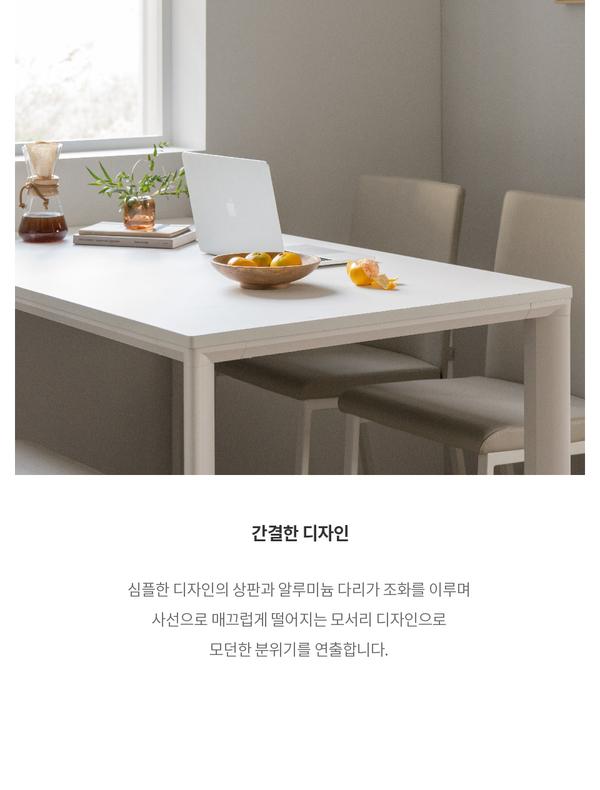 간결한 디자인
심플한 디자인의 상판과 알루미늄 다리가 조화를 이루며
사선으로 매끄럽게 떨어지는 모서리 디자인으로
모던한 분위기를 연출합니다.